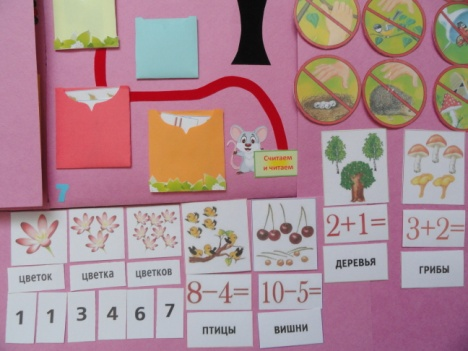 Считаем
и читаем
7
2+1=
3+2=
ДЕРЕВЬЯ
ГРИБЫ
цветок
цветка
цветков
8-4=
10-5=
1 1 3 4 6 7
ПТИЦЫ
ВИШНИ